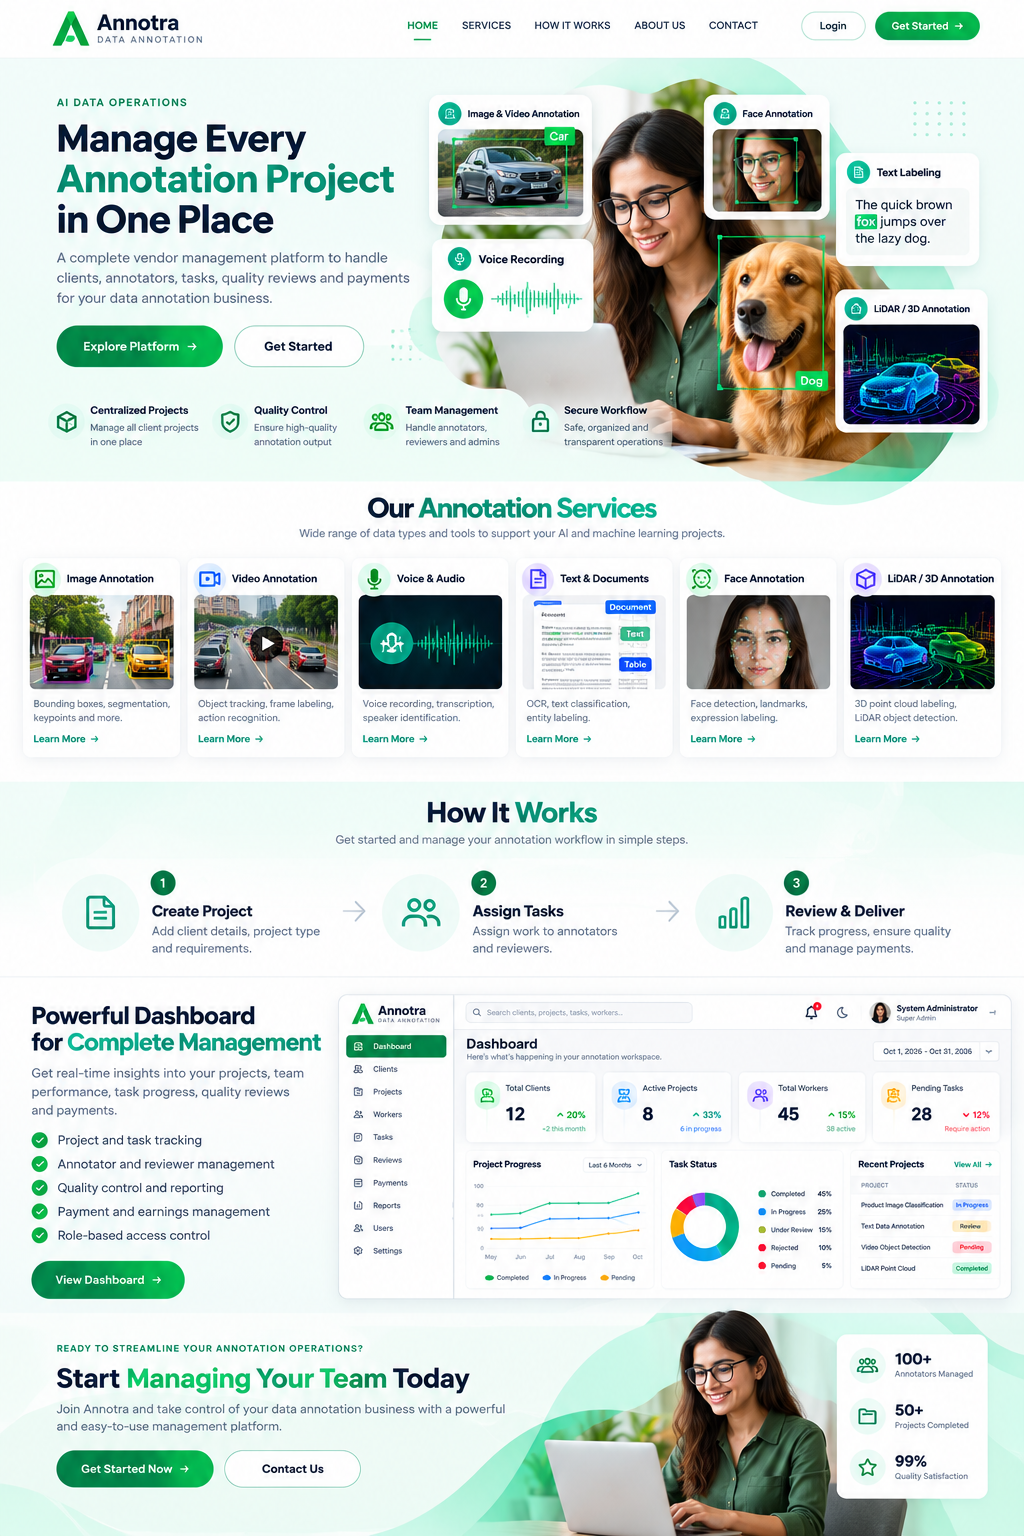 Annotra
DATA ANNOTATION
HOME
SERVICES
HOW IT WORKS
ABOUT US
CONTACT
Login
Get Started →
AI DATA OPERATIONS
Manage Every
Annotation Project
in One Place
A complete vendor management platform to handle
clients, annotators, tasks, quality reviews and payments
for your data annotation business.
Explore Platform →
Get Started
Image & Video Annotation
Car
Voice Recording
Face Annotation
Dog
Text Labeling
The quick brown
fox jumps over
the lazy dog.
LiDAR / 3D Annotation
Centralized Projects
Manage all client projects
in one place
Quality Control
Ensure high-quality
annotation output
Team Management
Handle annotators,
reviewers and admins
Secure Workflow
Safe, organized and
transparent operations
Our Annotation Services
Wide range of data types and tools to support your AI and machine learning projects.
Image Annotation
Bounding boxes, segmentation,
keypoints and more.
Learn More →
Video Annotation
Object tracking, frame labeling,
action recognition.
Learn More →
Voice & Audio
Voice recording, transcription,
speaker identification.
Learn More →
Text & Documents
Document
Text
Table
OCR, text classification,
entity labeling.
Learn More →
Face Annotation
Face detection, landmarks,
expression labeling.
Learn More →
LiDAR / 3D Annotation
3D point cloud labeling,
LiDAR object detection.
Learn More →
How It Works
Get started and manage your annotation workflow in simple steps.
1
Create Project
Add client details, project type
and requirements.
2
Assign Tasks
Assign work to annotators
and reviewers.
3
Review & Deliver
Track progress, ensure quality
and manage payments.
Powerful Dashboard
for Complete Management
Get real-time insights into your projects, team
performance, task progress, quality reviews
and payments.
Project and task tracking
Annotator and reviewer management
Quality control and reporting
Payment and earnings management
Role-based access control
View Dashboard →
Annotra
DATA ANNOTATION
Dashboard
Clients
Projects
Workers
Tasks
Reviews
Payments
Reports
Users
Settings
Search clients, projects, tasks, workers..
System Administrator
Super Admin
Dashboard
Here's what's happening in your annotation workspace.
Oct 1, 2026 - Oct 31, 2006
Total Clients
12
20%
~2 this month
Active Projects
8
33%
6 in progress
Total Workers
45
15%
38 active
Pending Tasks
28
12%
Require action
Project Progress
Last 6 Months
100
80
50
20
0
May
Jun
Jul
Aug
Sep
Oct
Completed
In Progress
Pending
Task Status
Completed 45%
In Progress 25%
Under Review 15%
Rejected 10%
Pending 5%
Recent Projects
View All →
PROJECT
STATUS
Product Image Classification
In Progress
Text Data Annotation
Review
Video Object Detection
Pending
LiDAR Point Cloud
Completed
READY TO STREAMLINE YOUR ANNOTATION OPERATIONS?
Start Managing Your Team Today
Join Annotra and take control of your data annotation business with a powerful
and easy-to-use management platform.
Get Started Now →
Contact Us
100+
Annotators Managed
50+
Projects Completed
99%
Quality Satisfaction